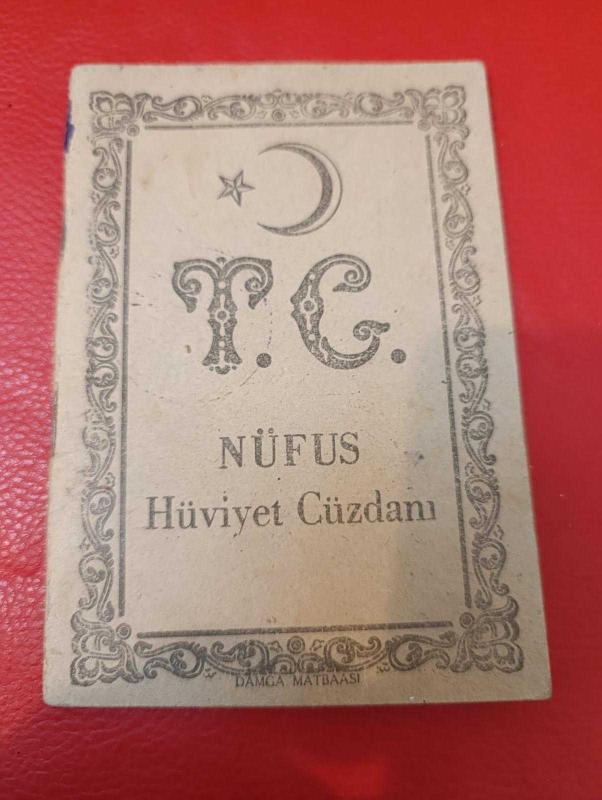 T.C.
NÜFUS
Hüviyet Cüzdanı
DAMGA MATBAASI